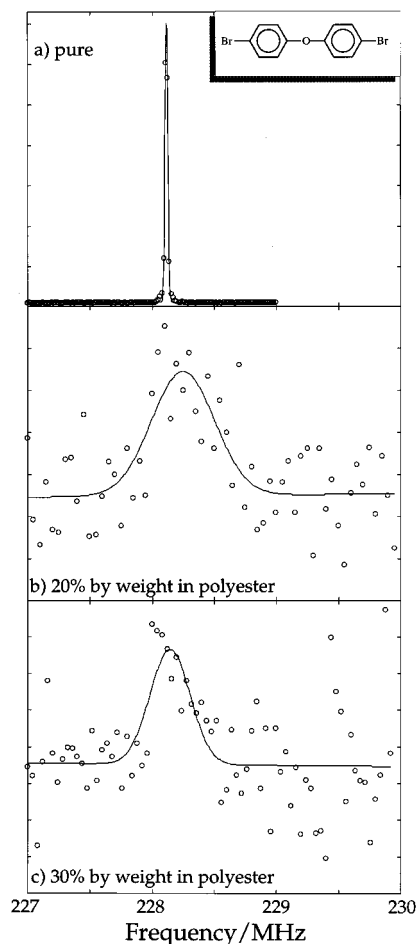 a) pure
Br
O
Br
b) 20% by weight in polyester
c) 30% by weight in polyester
227
228
229
230
Frequency/MHz